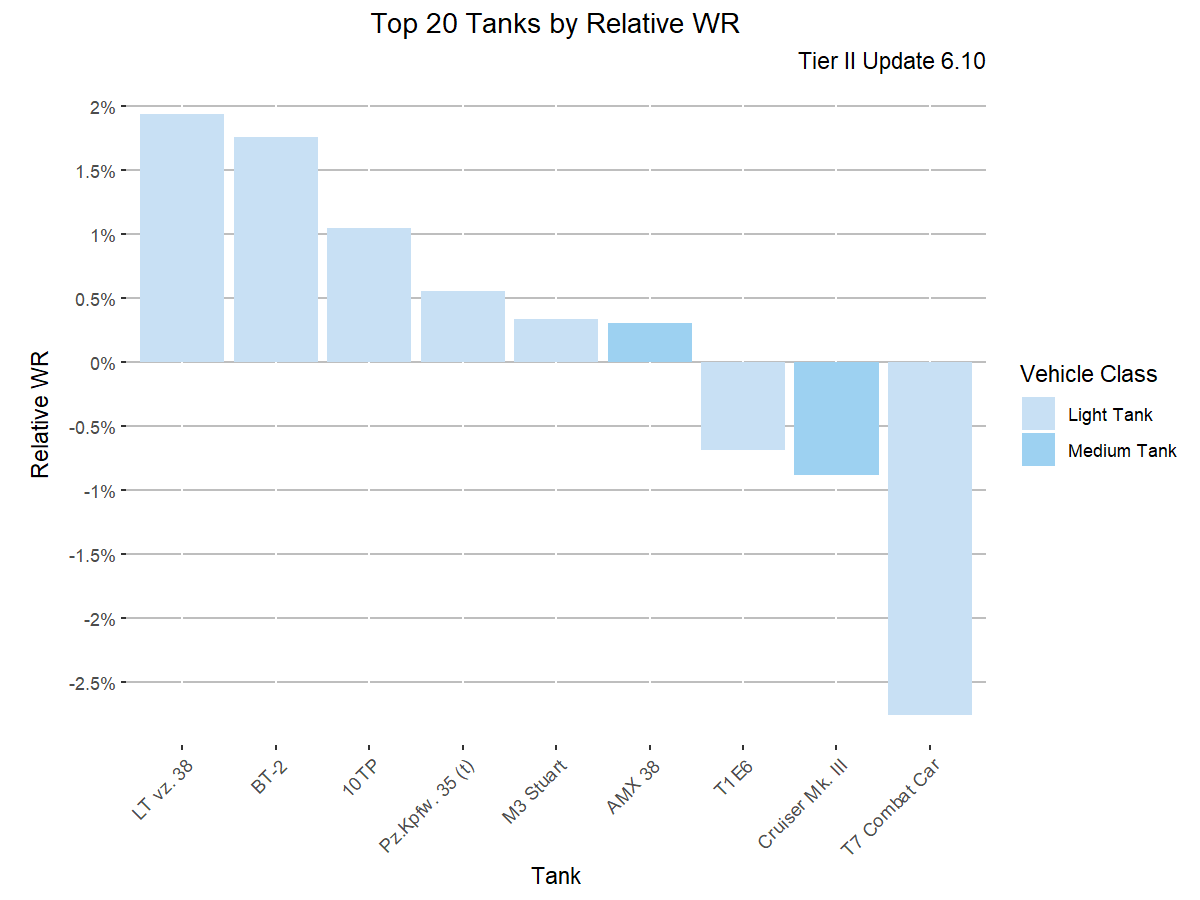 Top 20 Tanks by Relative WR
Tier II Update 6.10
2%
1.5%
1%
0.5%
0%
-0.5%
-1%
-1.5%
-2%
-2.5%
Relative WR
LT vz. 38
BT-2
10TP
Pz.Kpfw. 35 (t)
M3 Stuart
AMX 38
T1E6
Cruiser Mk. III
T7 Combat Car
Tank
Vehicle Class
Light Tank
Medium Tank